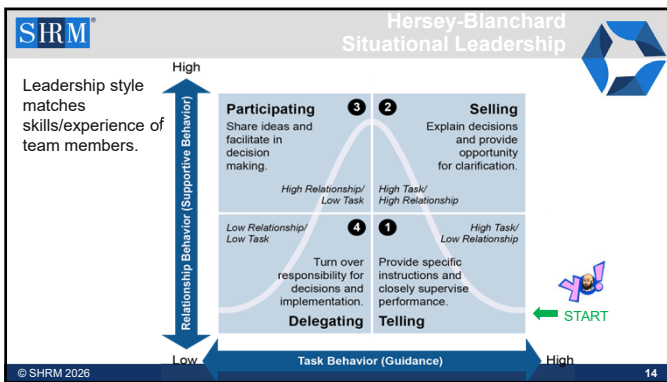 SHRM®
Hersey-Blanchard
Situational Leadership
Leadership style
matches
skills/experience of
team members.
High
Relationship Behavior (Supportive Behavior)
Participating
3
Share ideas and
facilitate in
decision
making.
High Relationship/
Low Task
2
Selling
Explain decisions
and provide
opportunity
for clarification.
High Task/
High Relationship
Low Relationship/
Low Task
4
Turn over
responsibility for
decisions and
implementation.
Delegating
1
High Task/
Low Relationship
Provide specific
instructions and
closely supervise
performance.
Telling
YO!
START
Low
Task Behavior (Guidance)
High
© SHRM 2026
14